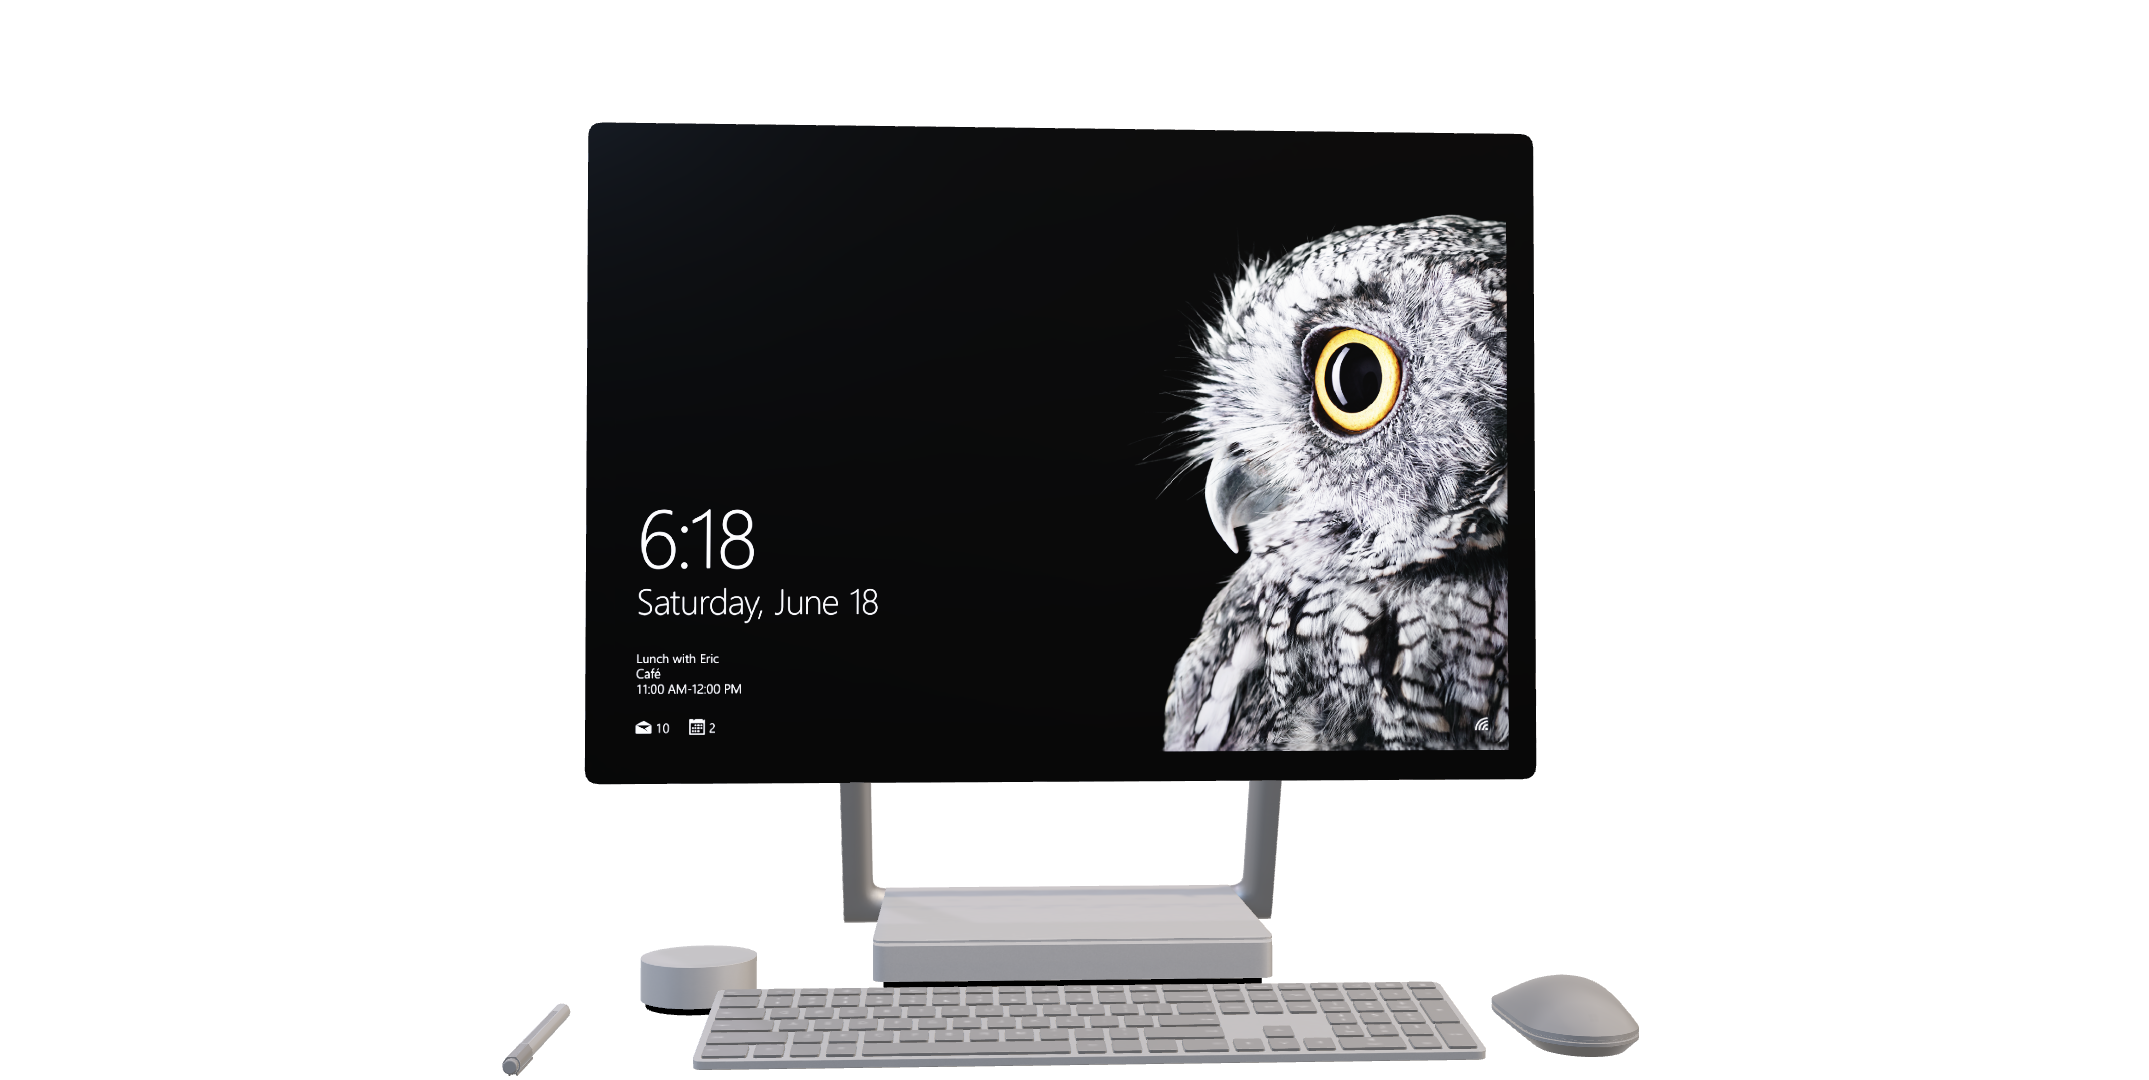 6:18
Saturday, June 18
Lunch with Eric
Café
11:00 AM-12:00 PM
10 2